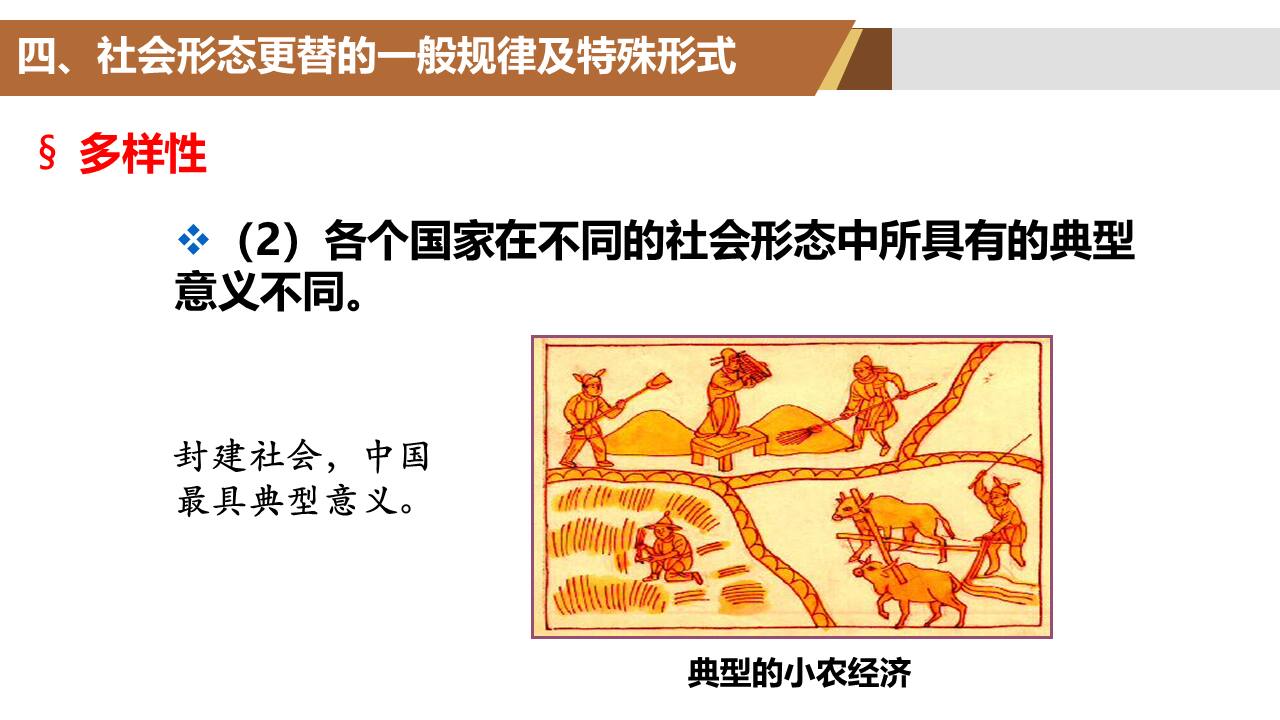 四、社会形态更替的一般规律及特殊形式
§ 多样性
❖（2）各个国家在不同的社会形态中所具有的典型
意义不同。
封建社会，中国
最具典型意义。
典型的小农经济